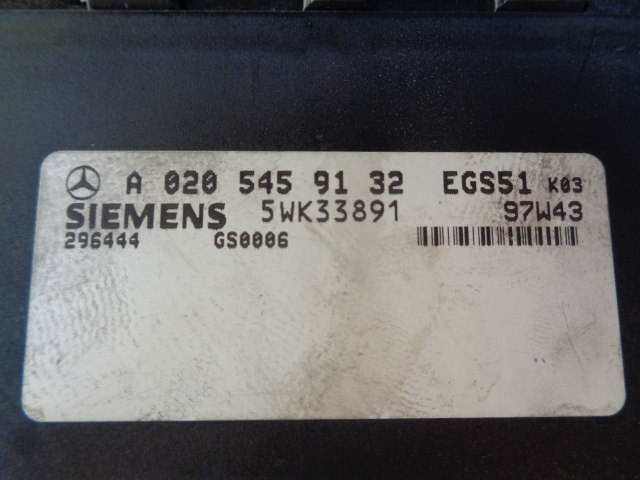 A 020 545 91 32 EGS51 K03
SIEMENS 5WK33891 97W43
296444 GS0006